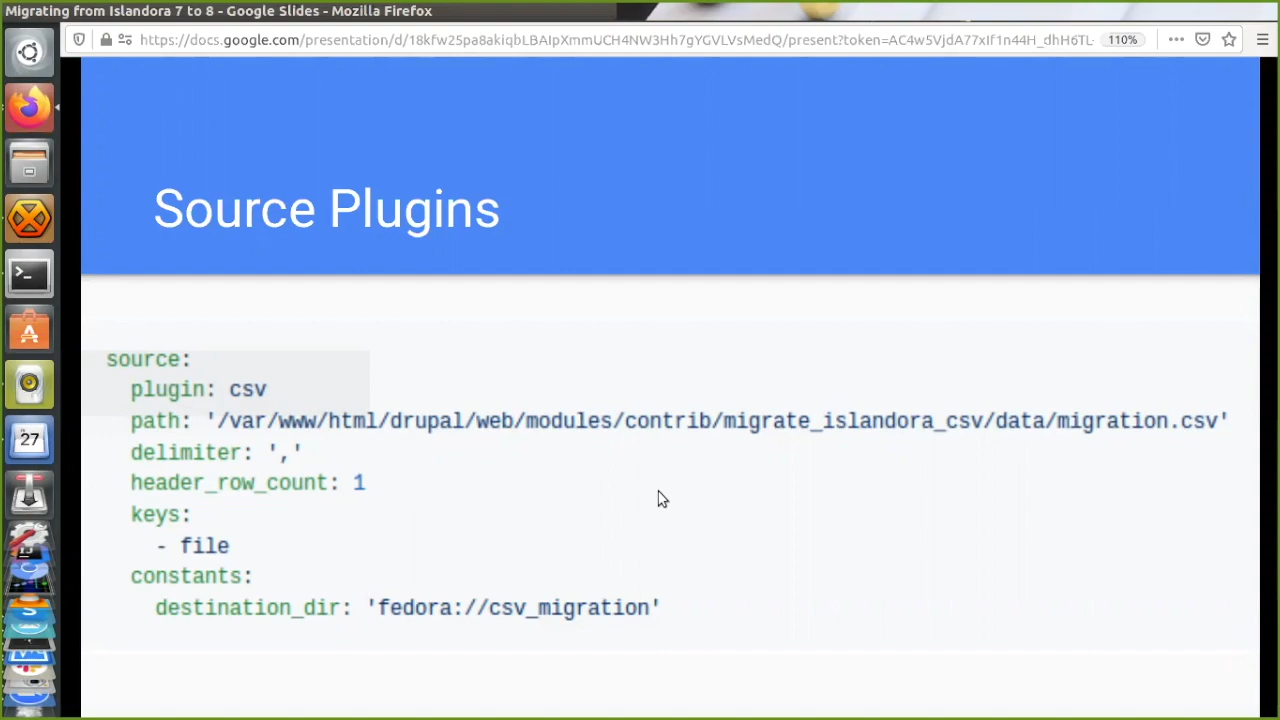 Migrating from Islandora 7 to 8 - Google Slides - Mozilla Firefox
https://docs.google.com/presentation/d/18kfw25pa8akiqbLBAIpXmmUCH4NW3Hh7gYGVLVsMedQ/present?token=AC4w5VjdA77xIf1n44H_dhH6TL- 110%
Source Plugins
source:
plugin: csv
path: '/var/www/html/drupal/web/modules/contrib/migrate_islandora_csv/data/migration.csv'
delimiter: ','
header_row_count: 1
keys:
- file
constants:
destination_dir: 'fedora://csv_migration'
27